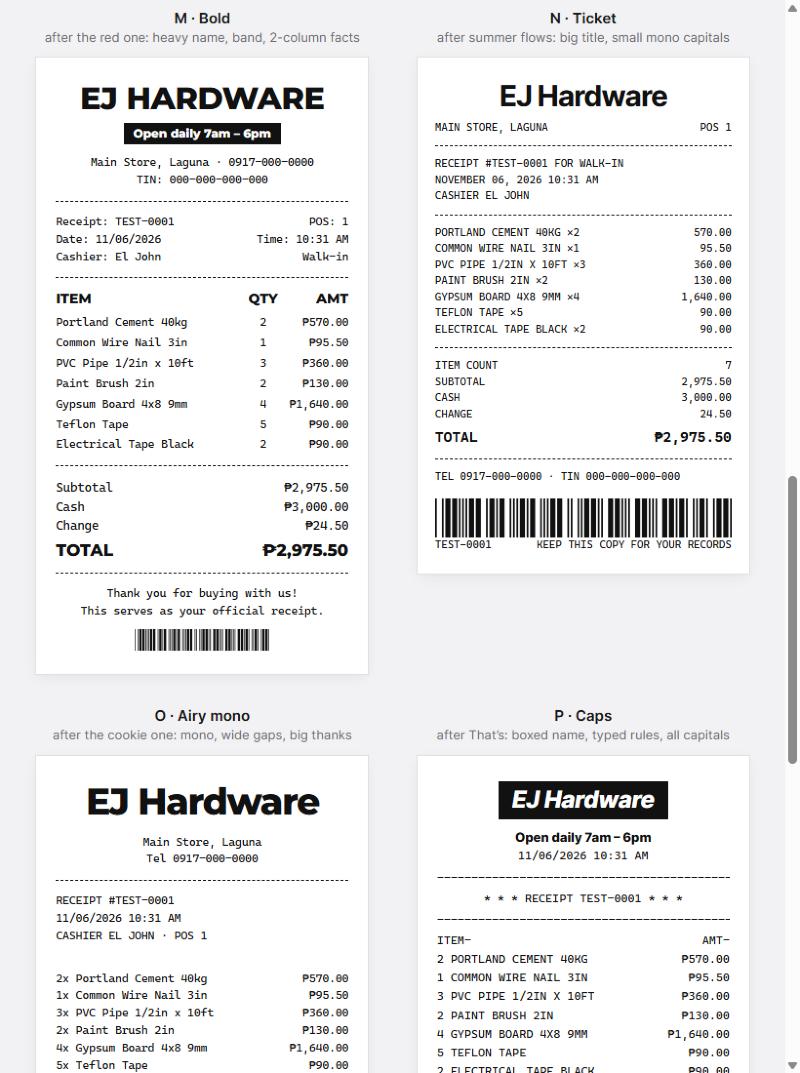 M · Bold
after the red one: heavy name, band, 2-column facts
EJ HARDWARE
Open daily 7am – 6pm
Main Store, Laguna · 0917-000-0000
TIN: 000-000-000-000
Receipt: TEST-0001 POS: 1
Date: 11/06/2026 Time: 10:31 AM
Cashier: El John Walk-in
ITEM QTY AMT
Portland Cement 40kg 2 ₱570.00
Common Wire Nail 3in 1 ₱95.50
PVC Pipe 1/2in x 10ft 3 ₱360.00
Paint Brush 2in 2 ₱130.00
Gypsum Board 4x8 9mm 4 ₱1,640.00
Teflon Tape 5 ₱90.00
Electrical Tape Black 2 ₱90.00
Subtotal ₱2,975.50
Cash ₱3,000.00
Change ₱24.50
TOTAL ₱2,975.50
Thank you for buying with us!
This serves as your official receipt.
N · Ticket
after summer flows: big title, small mono capitals
EJ Hardware
MAIN STORE, LAGUNA POS 1
RECEIPT #TEST-0001 FOR WALK-IN
NOVEMBER 06, 2026 10:31 AM
CASHIER EL JOHN
PORTLAND CEMENT 40KG ×2 570.00
COMMON WIRE NAIL 3IN ×1 95.50
PVC PIPE 1/2IN X 10FT ×3 360.00
PAINT BRUSH 2IN ×2 130.00
GYPSUM BOARD 4X8 9MM ×4 1,640.00
TEFLON TAPE ×5 90.00
ELECTRICAL TAPE BLACK ×2 90.00
ITEM COUNT 7
SUBTOTAL 2,975.50
CASH 3,000.00
CHANGE 24.50
TOTAL ₱2,975.50
TEL 0917-000-0000 · TIN 000-000-000-000
TEST-0001 KEEP THIS COPY FOR YOUR RECORDS
O · Airy mono
after the cookie one: mono, wide gaps, big thanks
EJ Hardware
Main Store, Laguna
Tel 0917-000-0000
RECEIPT #TEST-0001
11/06/2026 10:31 AM
CASHIER EL JOHN · POS 1
2x Portland Cement 40kg ₱570.00
1x Common Wire Nail 3in ₱95.50
3x PVC Pipe 1/2in x 10ft ₱360.00
2x Paint Brush 2in ₱130.00
4x Gypsum Board 4x8 9mm ₱1,640.00
5x Teflon Tape ₱90.00
P · Caps
after That's: boxed name, typed rules, all capitals
EJ Hardware
Open daily 7am – 6pm
11/06/2026 10:31 AM
* * * RECEIPT TEST-0001 * * *
ITEM- AMT-
2 PORTLAND CEMENT 40KG ₱570.00
1 COMMON WIRE NAIL 3IN ₱95.50
3 PVC PIPE 1/2IN X 10FT ₱360.00
2 PAINT BRUSH 2IN ₱130.00
4 GYPSUM BOARD 4X8 9MM ₱1,640.00
5 TEFLON TAPE ₱90.00
2 ELECTRICAL TAPE BLACK ₱90.00